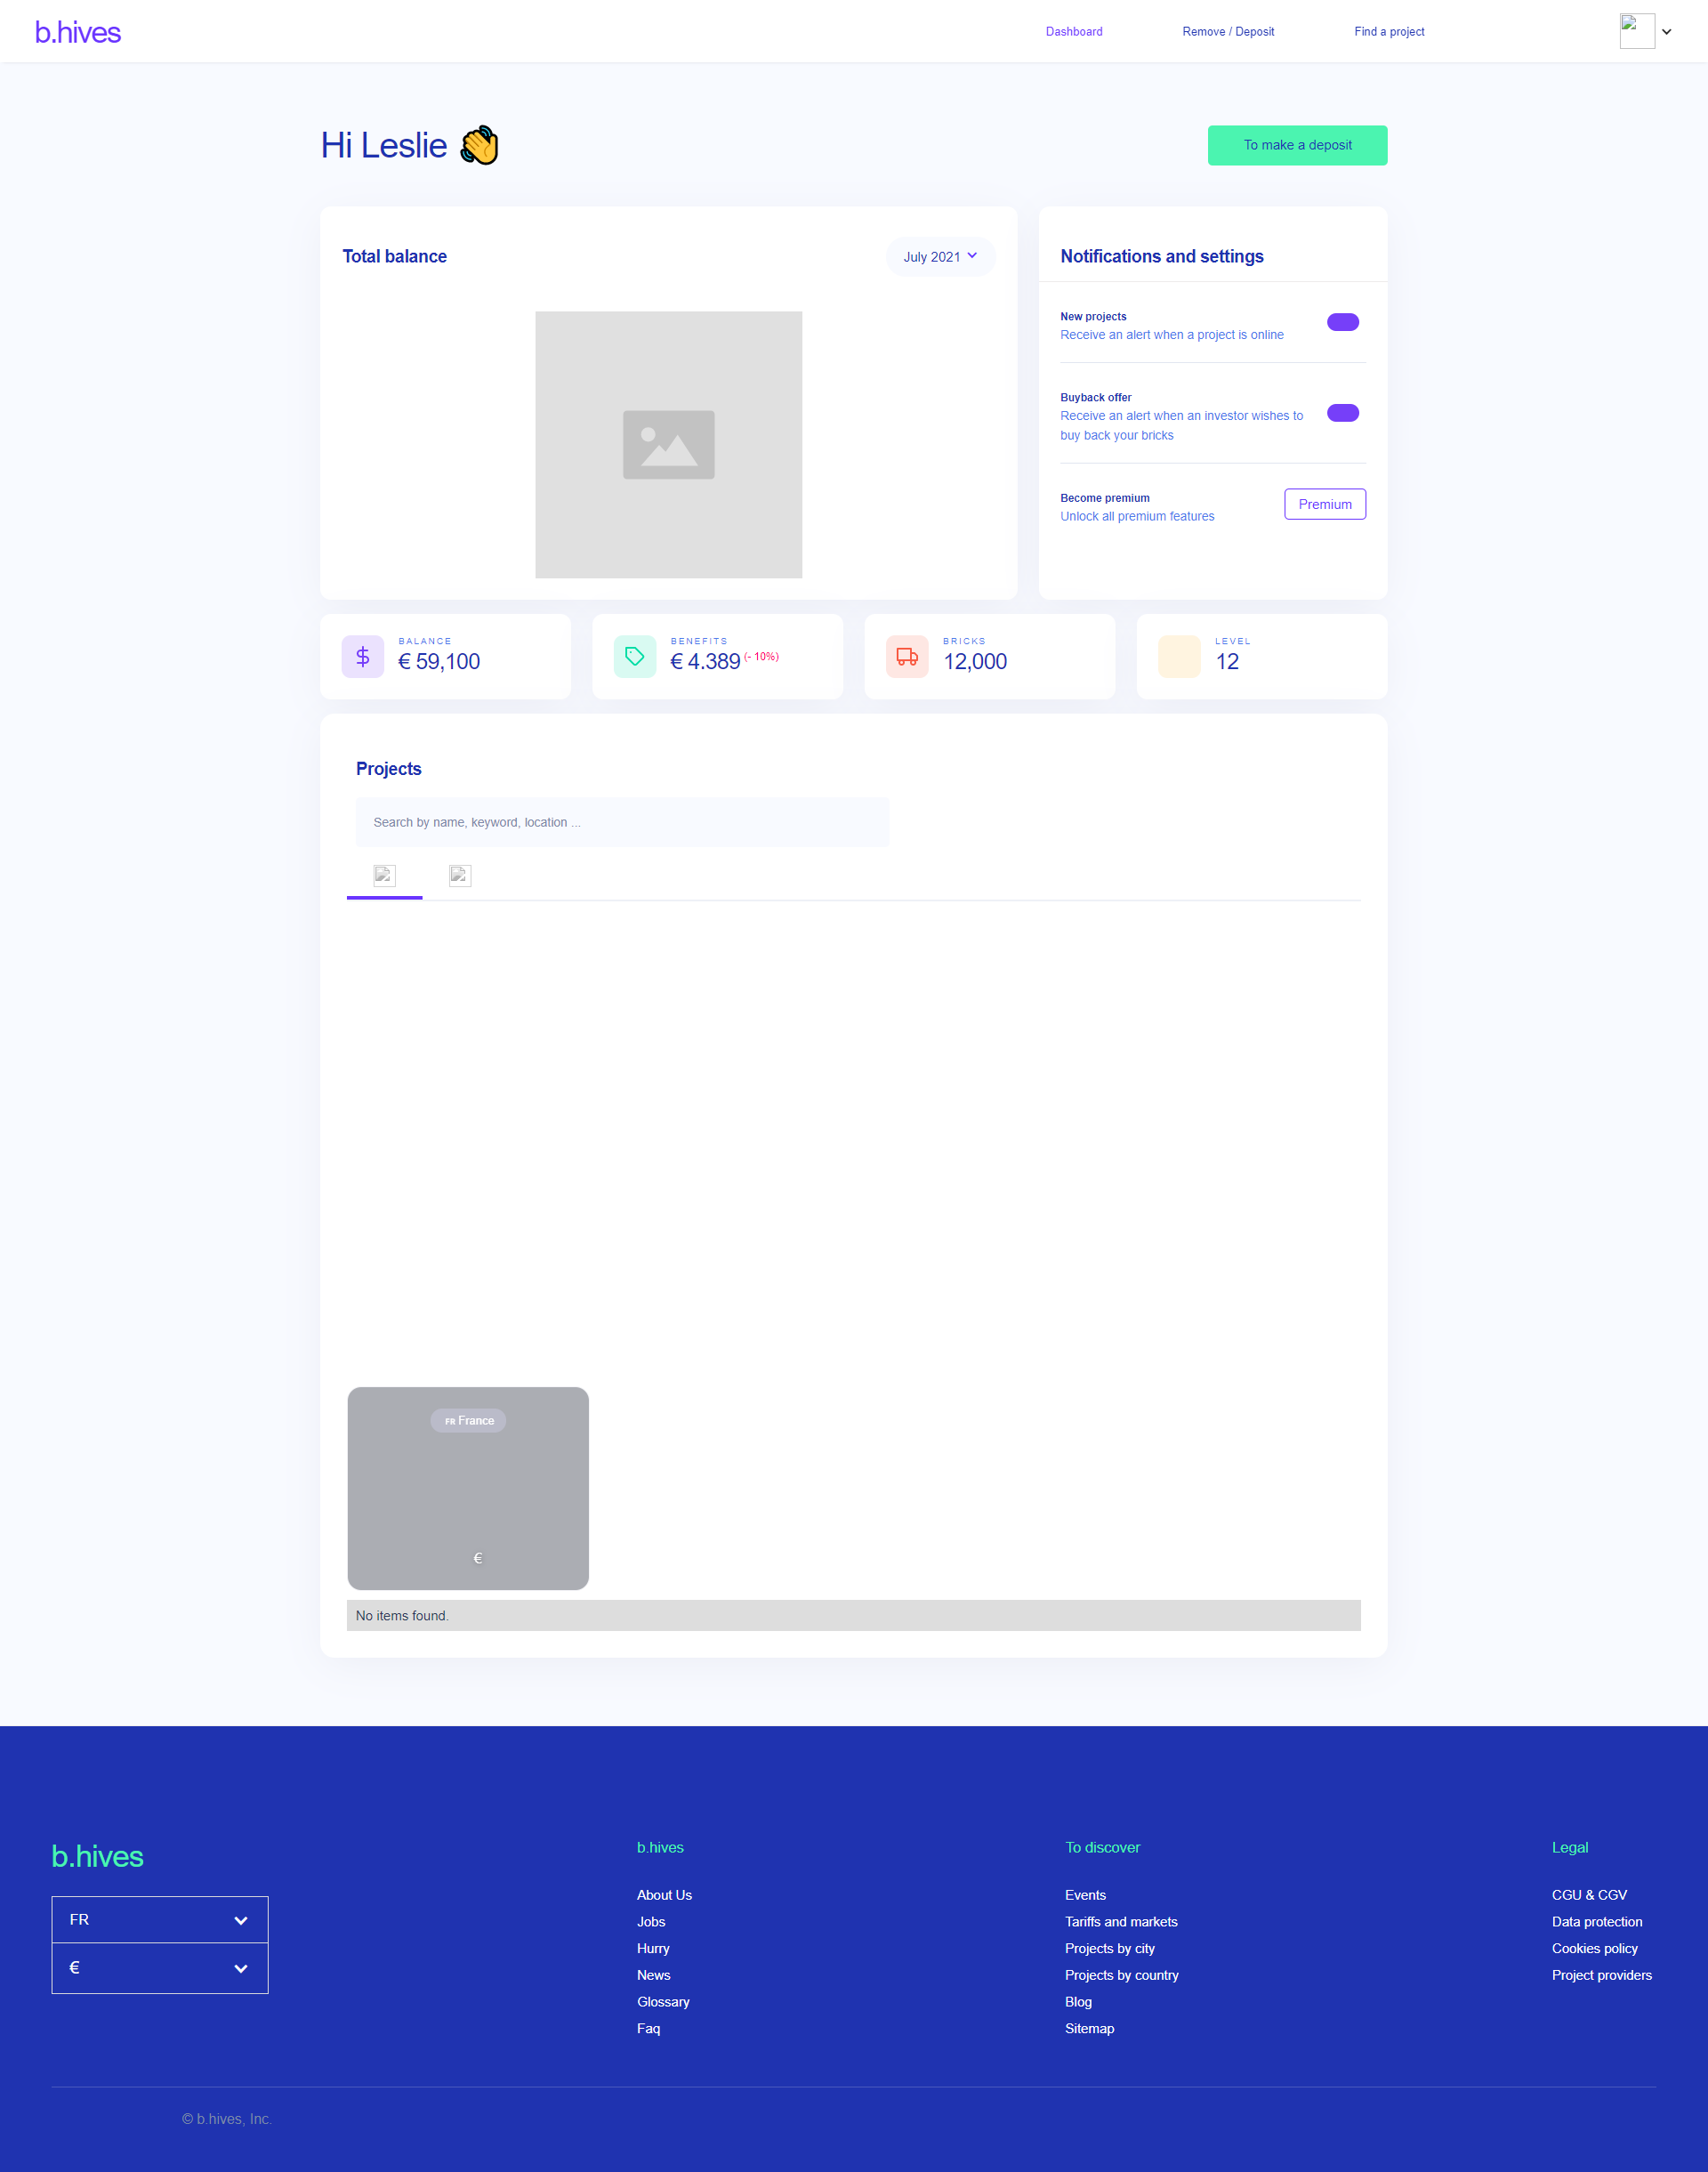 b.hives
Dashboard
Remove / Deposit
Find a project
Hi Leslie 👋
To make a deposit
Total balance
July 2021
Notifications and settings
New projects
Receive an alert when a project is online
Buyback offer
Receive an alert when an investor wishes to
buy back your bricks
Become premium
Unlock all premium features
Premium
BALANCE
€ 59,100
BENEFITS
€ 4.389 (- 10%)
BRICKS
12,000
LEVEL
12
Projects
Search by name, keyword, location ...
FR France
€
No items found.
b.hives
FR
€
b.hives
About Us
Jobs
Hurry
News
Glossary
Faq
To discover
Events
Tariffs and markets
Projects by city
Projects by country
Blog
Sitemap
Legal
CGU & CGV
Data protection
Cookies policy
Project providers
© b.hives, Inc.